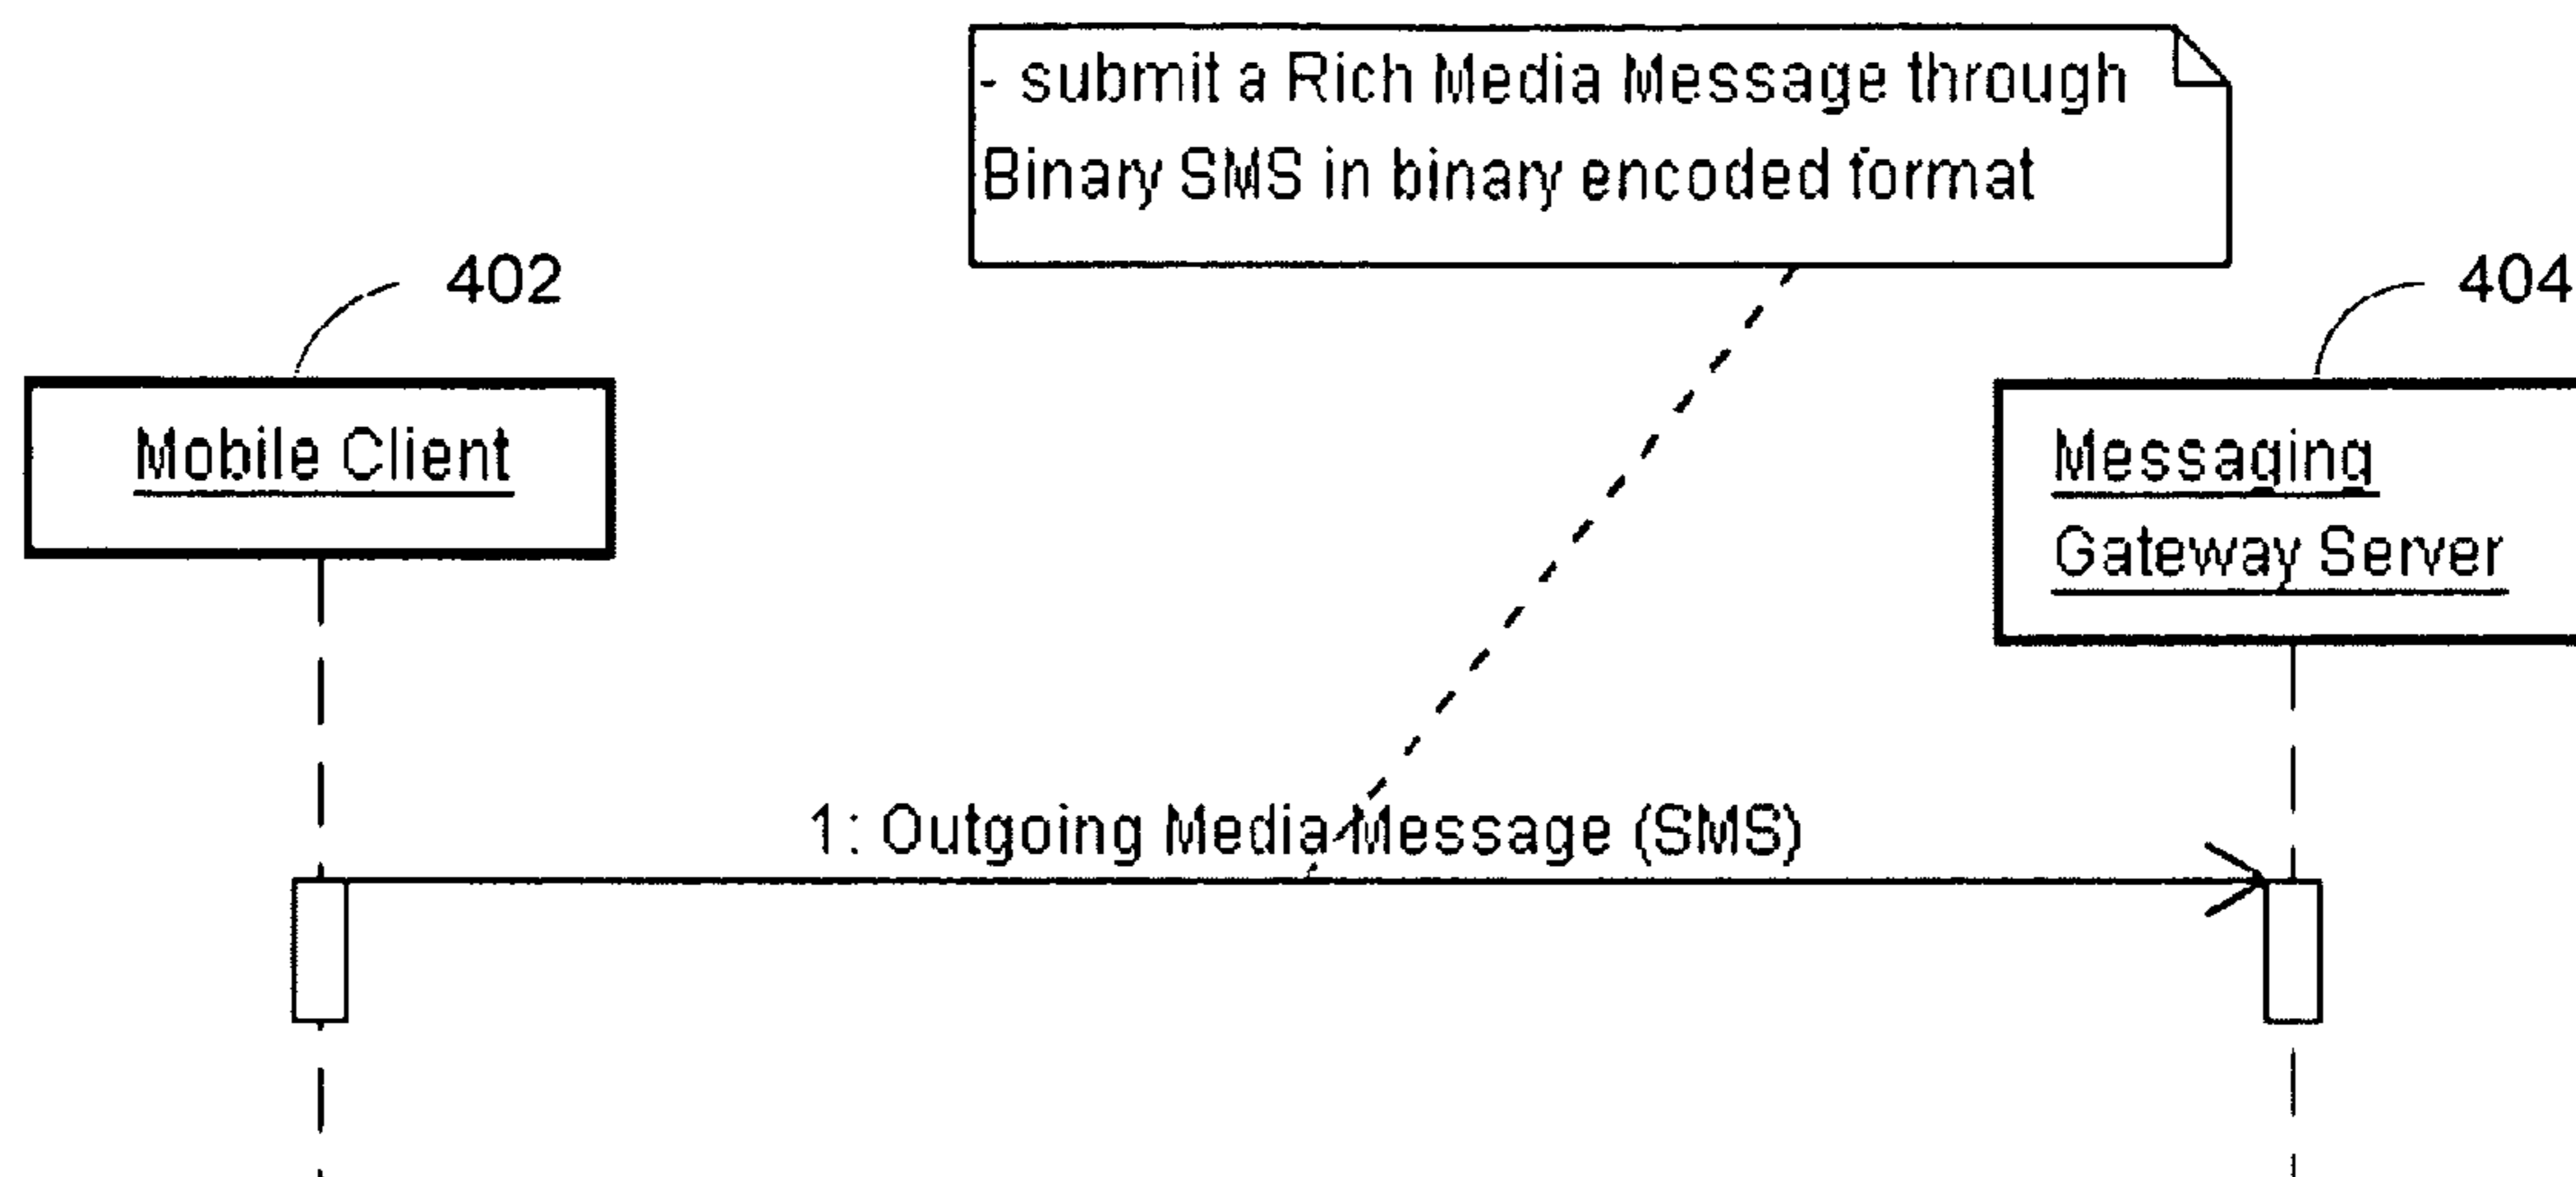 - submit a Rich Media Message through
Binary SMS in binary encoded format
402
404
Mobile Client
Messaging
Gateway Server
1: Outgoing Media Message (SMS)